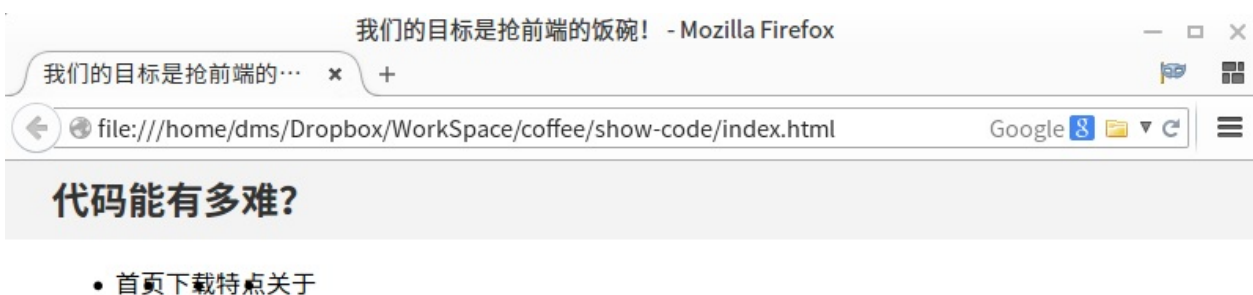 我们的目标是抢前端的饭碗! - Mozilla Firefox
我们的目标是抢前端的…
file:///home/dms/Dropbox/WorkSpace/coffee/show-code/index.html Google 8
代码能有多难?
• 首页下载特点关于